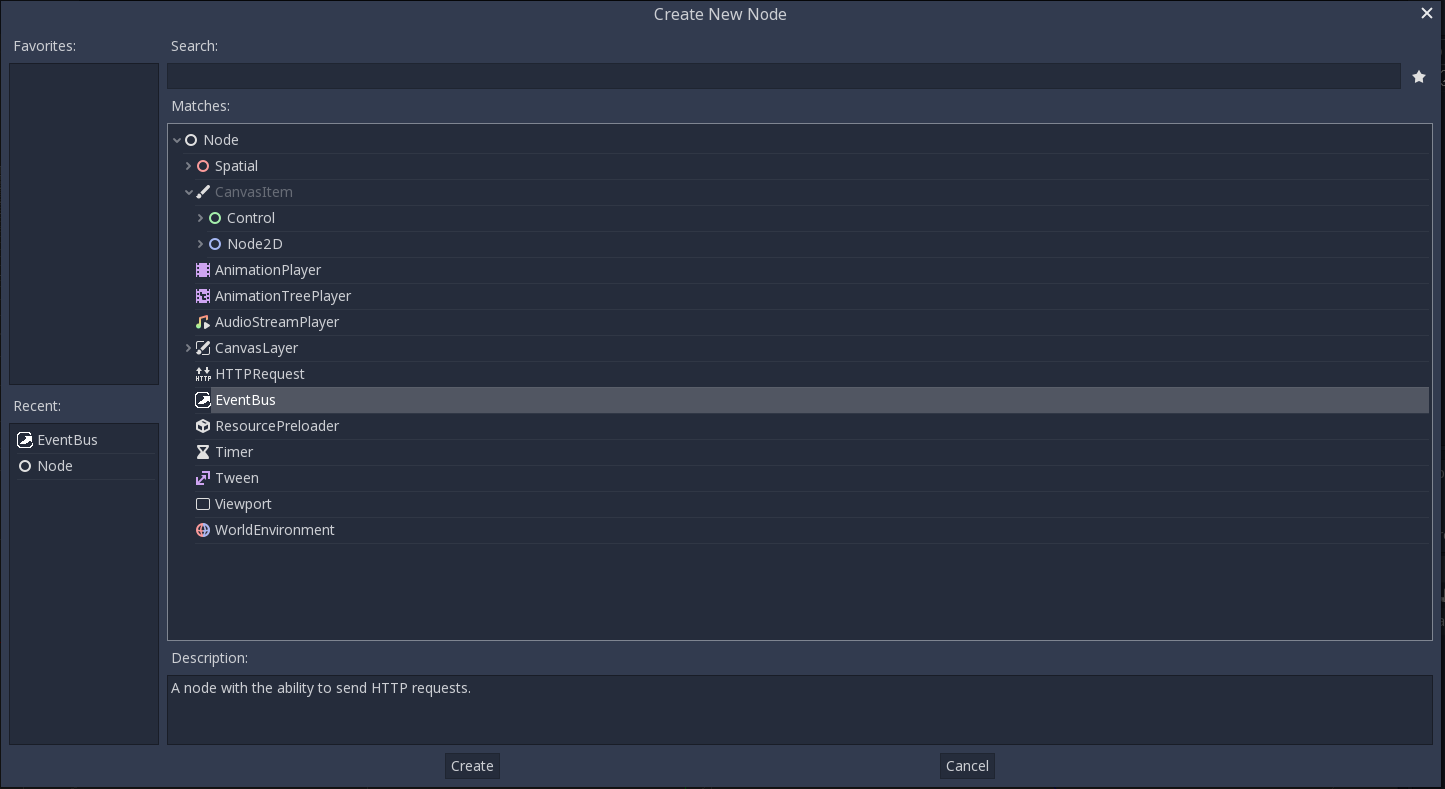 Create New Node
Favorites:
Search:
Matches:
Node
Spatial
CanvasItem
Control
Node2D
AnimationPlayer
AnimationTreePlayer
AudioStreamPlayer
CanvasLayer
HTTPRequest
EventBus
ResourcePreloader
Timer
Tween
Viewport
WorldEnvironment
Recent:
EventBus
Node
Description:
A node with the ability to send HTTP requests.
Create
Cancel